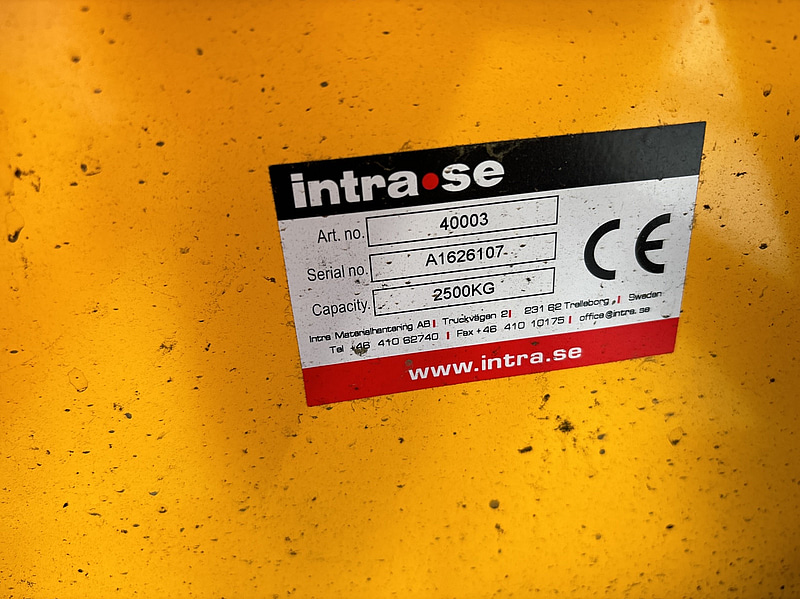 intra•se
Art. no. 40003
Serial no. A1626107
Capacity. 2500KG
CE
Intra Materialhantering AB | Truckvägen 2 | 231 62 Trelleborg | Sweden
Tel +46 410 62740 | Fax +46 410 10175 | office@intra.se
www.intra.se